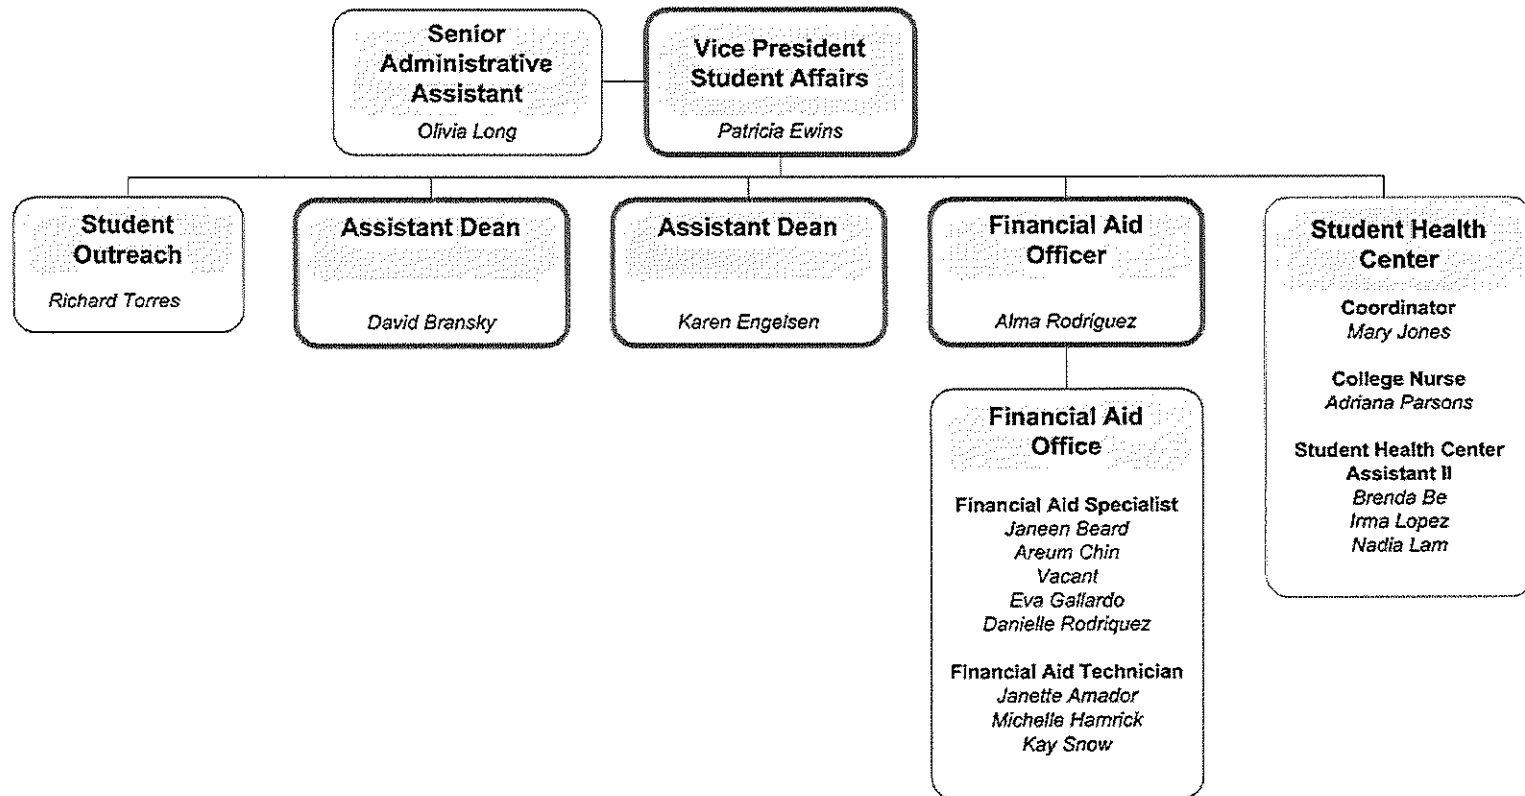 Senior
Administrative
Assistant
Olivia Long
Vice President
Student Affairs
Patricia Ewins
Student
Outreach
Richard Torres
Assistant Dean
David Bransky
Assistant Dean
Karen Engelsen
Financial Aid
Officer
Alma Rodriguez
Financial Aid
Office
Financial Aid Specialist
Janeen Beard
Areum Chin
Vacant
Eva Gallardo
Danielle Rodriquez
Financial Aid Technician
Janette Amador
Michelle Hamrick
Kay Snow
Student Health
Center
Coordinator
Mary Jones
College Nurse
Adriana Parsons
Student Health Center
Assistant II
Brenda Be
Irma Lopez
Nadia Lam